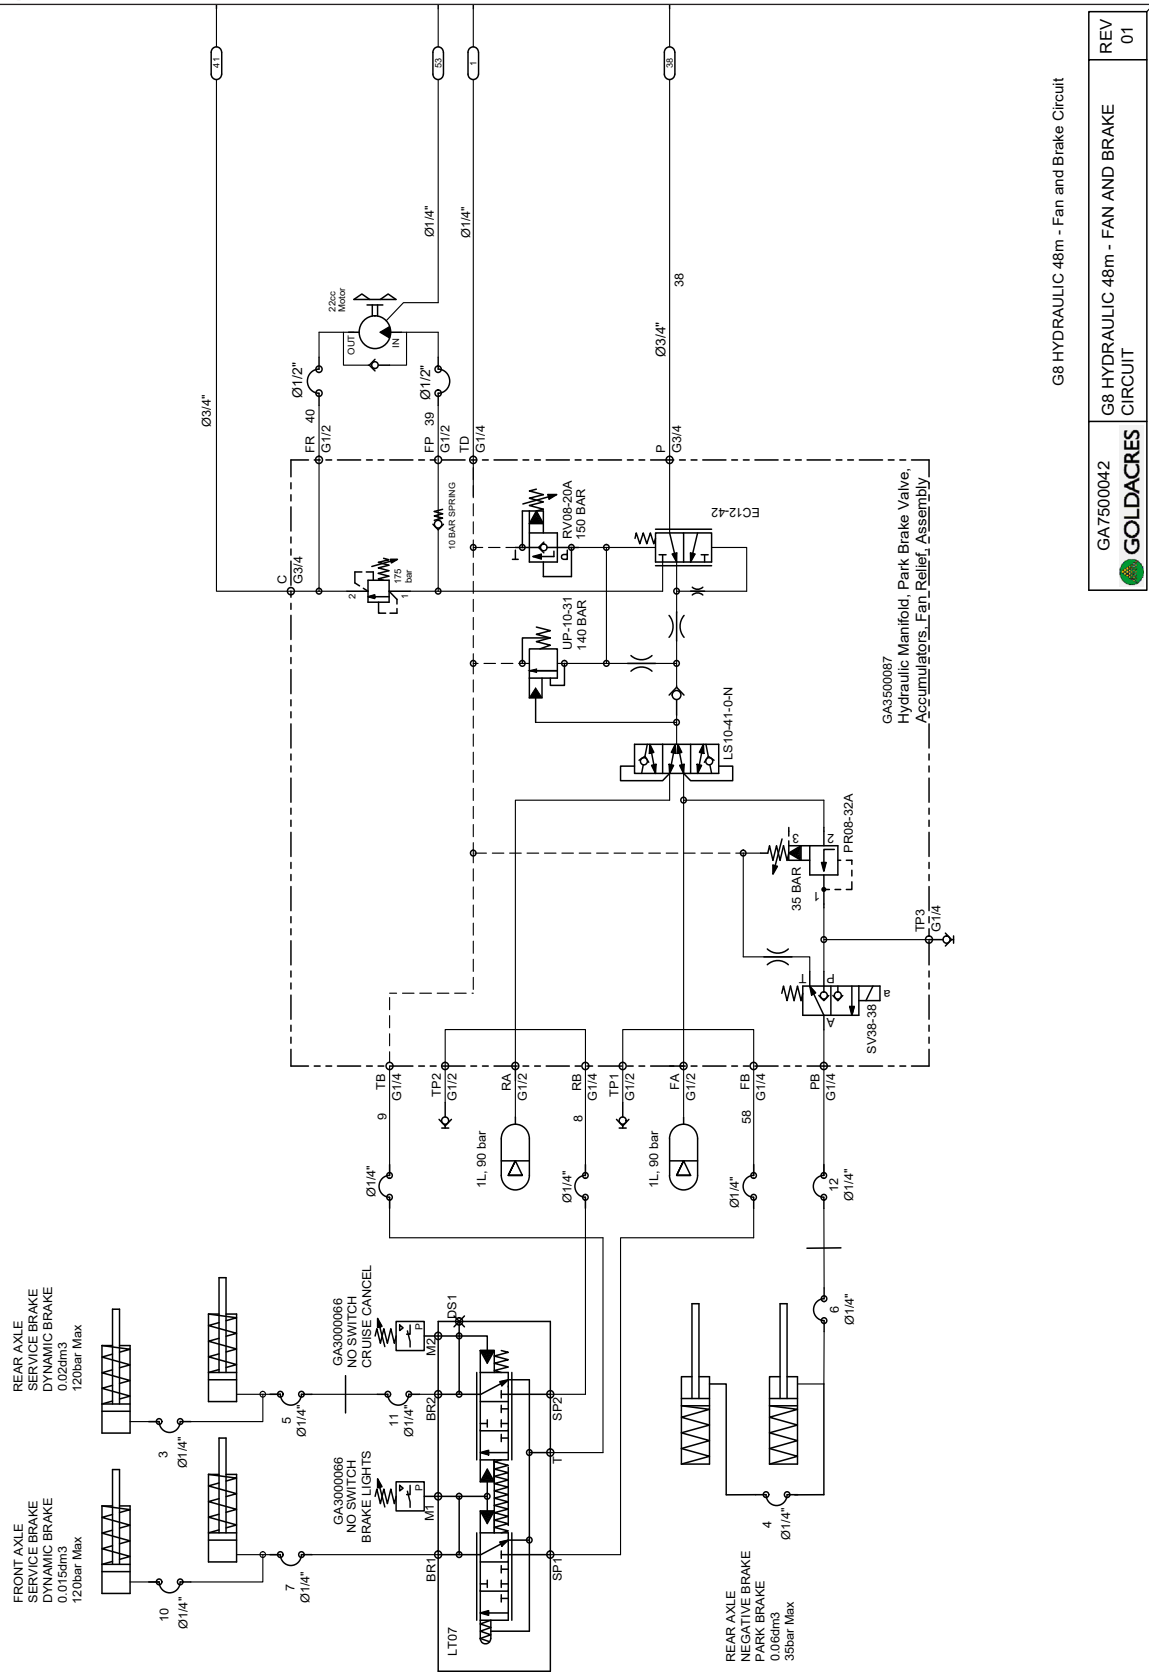 REAR AXLE
SERVICE BRAKE
DYNAMIC BRAKE
0.02dm3
120bar Max
FRONT AXLE
SERVICE BRAKE
DYNAMIC BRAKE
0.015dm3
120bar Max
3
Ø1/4"
10
Ø1/4"
5
Ø1/4"
7
Ø1/4"
11
Ø1/4"
GA3000066
NO SWITCH
CRUISE CANCEL
GA3000066
NO SWITCH
BRAKE LIGHTS
P
M2
DS1
P
M1
BR2
BR1
SP2
T
SP1
LT07
REAR AXLE
NEGATIVE BRAKE
PARK BRAKE
0.06dm3
35bar Max
4
Ø1/4"
6
Ø1/4"
12
Ø1/4"
Ø1/4"
Ø1/4"
Ø1/4"
1L, 90 bar
1L, 90 bar
9
8
58
TB
G1/4
TP2
G1/2
RA
G1/2
RB
G1/4
TP1
G1/2
FA
G1/2
FB
G1/4
PB
G1/4
SV38-38
A
T
P
a
TP3
G1/4
35 BAR
1
2
3
PR08-32A
LS10-41-0-N
UP-10-31
140 BAR
RV08-20A
150 BAR
T
P
EC12-42
175
bar
2
1
10 BAR SPRING
C
G3/4
FR
G1/2
FP
G1/2
TD
G1/4
P
G3/4
40
39
Ø1/2"
Ø1/2"
OUT
IN
22cc
Motor
Ø3/4"
Ø1/4"
Ø1/4"
Ø3/4"
38
41
53
1
38
GA3500087
Hydraulic Manifold, Park Brake Valve,
Accumulators, Fan Relief, Assembly
G8 HYDRAULIC 48m - Fan and Brake Circuit
GA7500042
GOLDACRES
G8 HYDRAULIC 48m - FAN AND BRAKE
CIRCUIT
REV
01